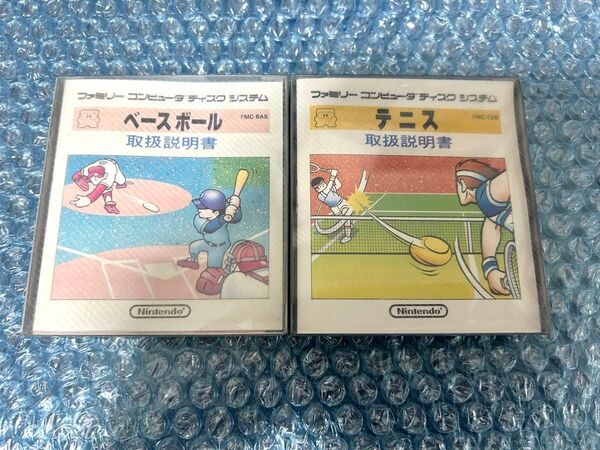 ファミリー コンピュータ ディスク システム
ベースボール FMC-BAS
取扱説明書
Nintendo®
ファミリー コンピュータ ディスク システム
テニス FMC-TEN
取扱説明書
Nintendo®